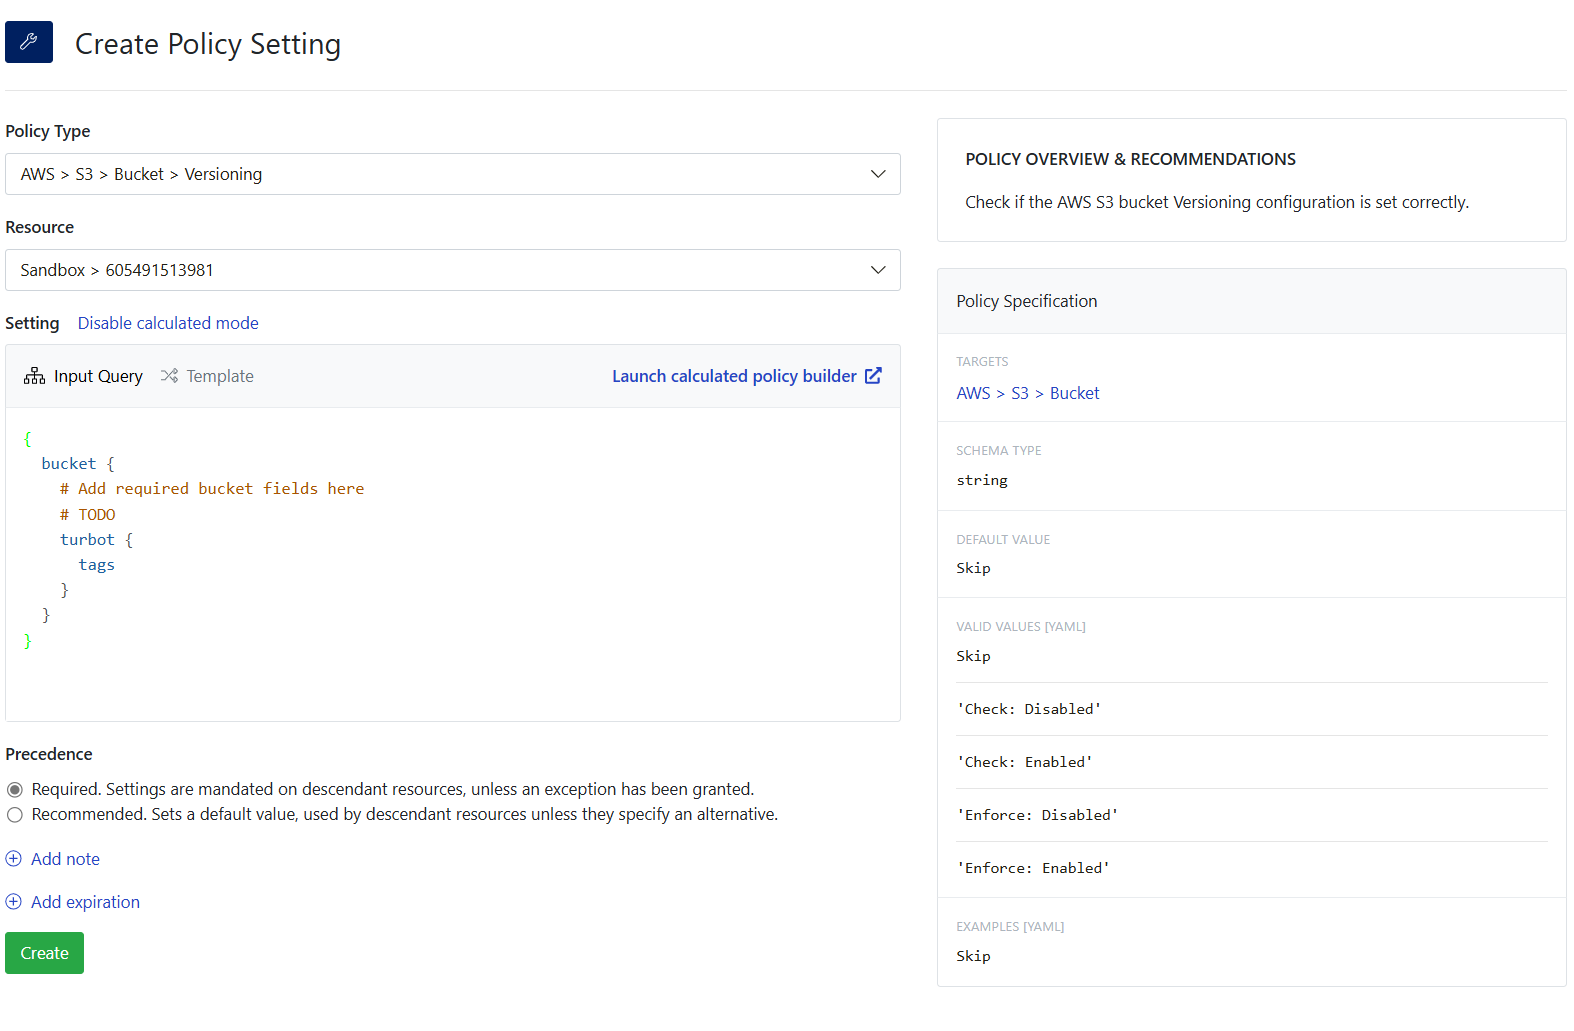 Create Policy Setting
Policy Type
AWS > S3 > Bucket > Versioning
Resource
Sandbox > 605491513981
Setting Disable calculated mode
Input Query Template Launch calculated policy builder
{
  bucket {
    # Add required bucket fields here
    # TODO
    turbot {
      tags
    }
  }
}
Precedence
Required. Settings are mandated on descendant resources, unless an exception has been granted.
Recommended. Sets a default value, used by descendant resources unless they specify an alternative.
Add note
Add expiration
Create
POLICY OVERVIEW & RECOMMENDATIONS
Check if the AWS S3 bucket Versioning configuration is set correctly.
Policy Specification
TARGETS
AWS > S3 > Bucket
SCHEMA TYPE
string
DEFAULT VALUE
Skip
VALID VALUES [YAML]
Skip
'Check: Disabled'
'Check: Enabled'
'Enforce: Disabled'
'Enforce: Enabled'
EXAMPLES [YAML]
Skip